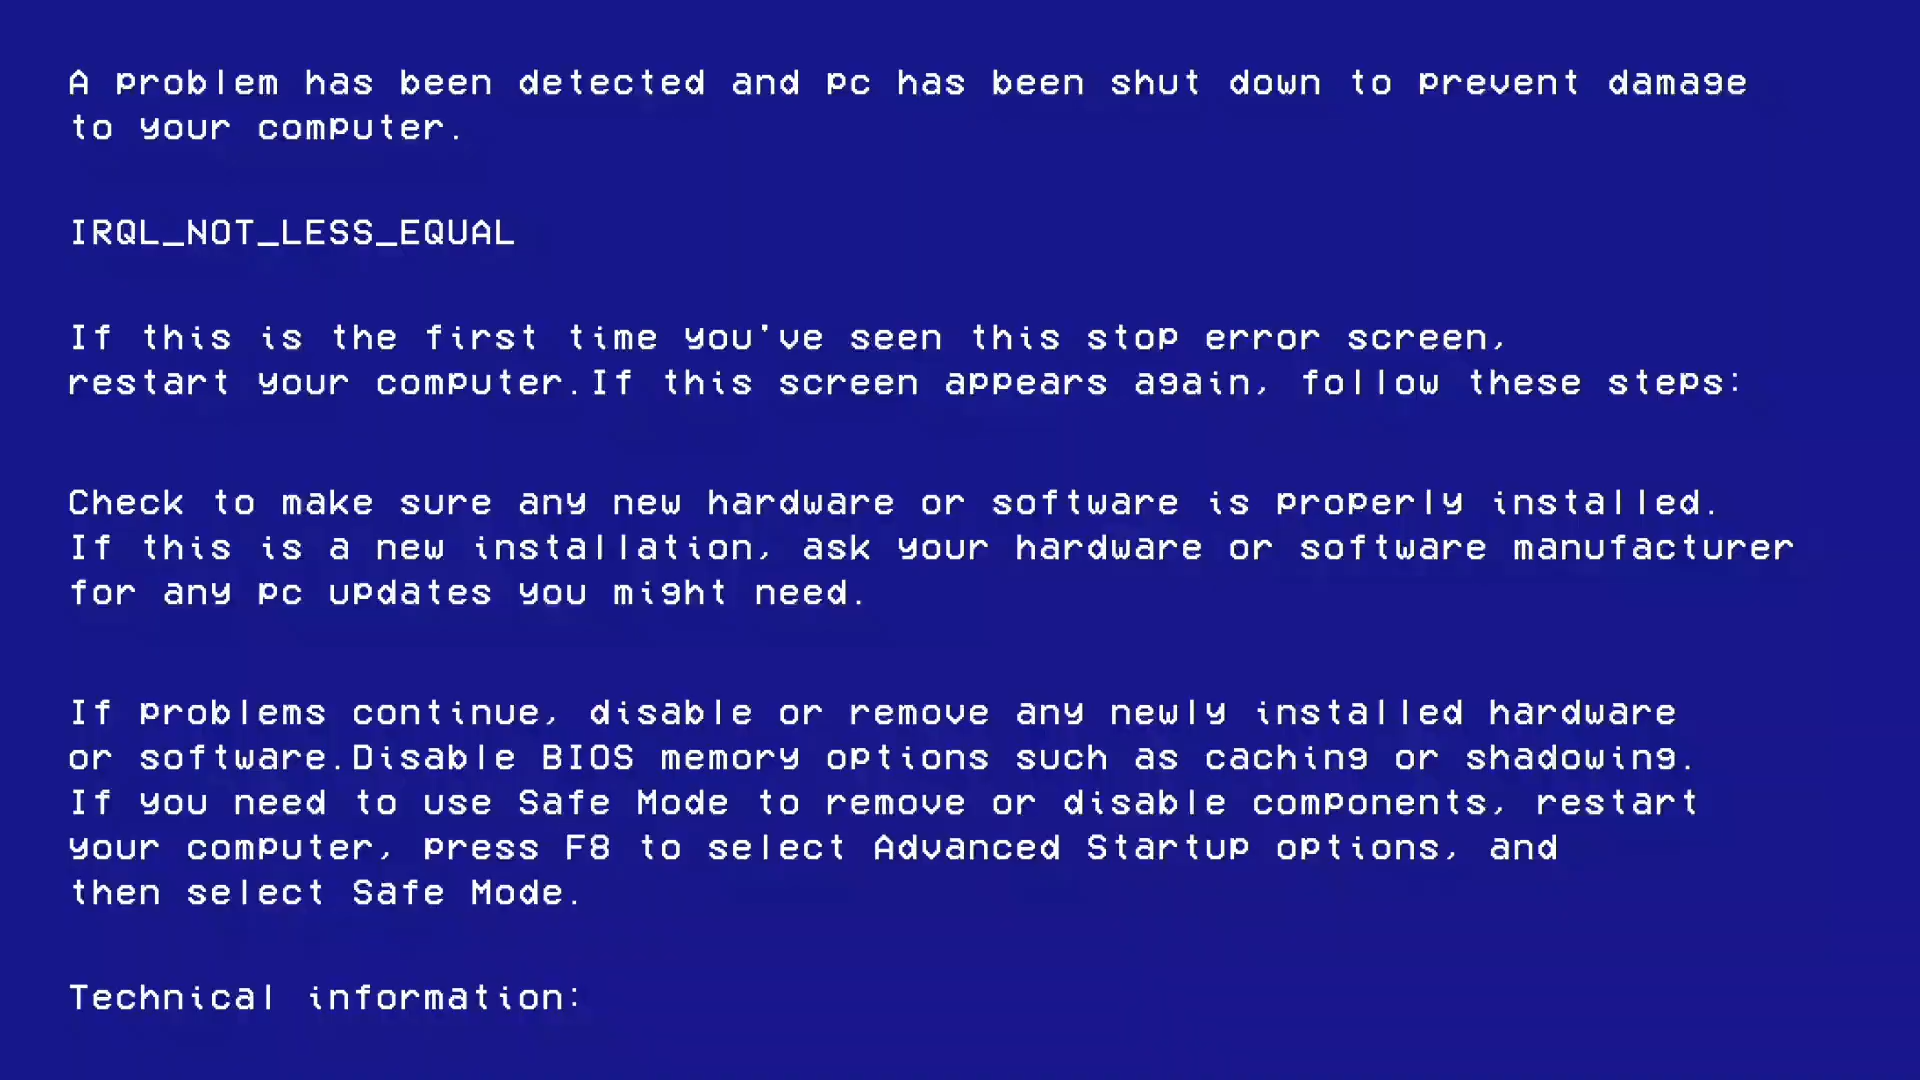 A problem has been detected and pc has been shut down to prevent damage
to your computer.
IRQL_NOT_LESS_EQUAL
If this is the first time you've seen this stop error screen,
restart your computer.If this screen appears again, follow these steps:
Check to make sure any new hardware or software is properly installed.
If this is a new installation, ask your hardware or software manufacturer
for any pc updates you might need.
If problems continue, disable or remove any newly installed hardware
or software.Disable BIOS memory options such as caching or shadowing.
If you need to use Safe Mode to remove or disable components, restart
your computer, press F8 to select Advanced Startup options, and
then select Safe Mode.
Technical information: